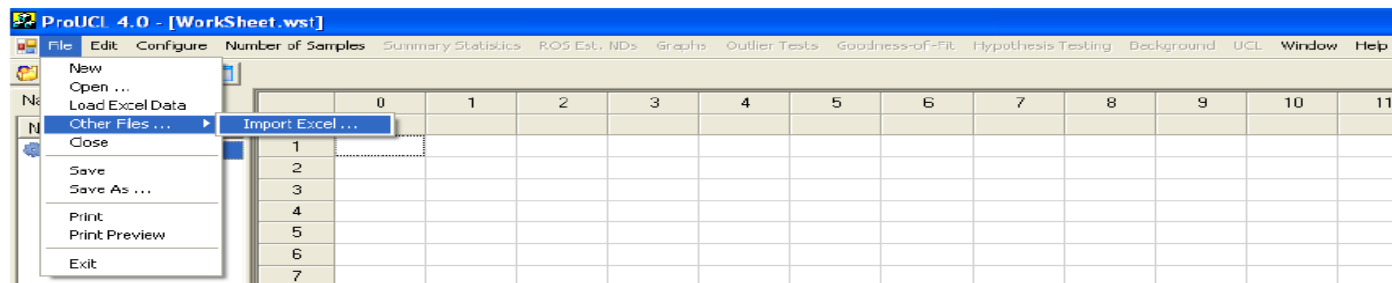 ProUCL 4.0 - [WorkSheet.wst]
File Edit Configure Number of Samples Summary Statistics ROS Est. NDs Graphs Outlier Tests Goodness-of-Fit Hypothesis Testing Background UCL Window Help
New
Open ...
Load Excel Data
Other Files ... Import Excel ...
Close
Save
Save As ...
Print
Print Preview
Exit
Na
N
0 1 2 3 4 5 6 7 8 9 10 11
1
2
3
4
5
6
7